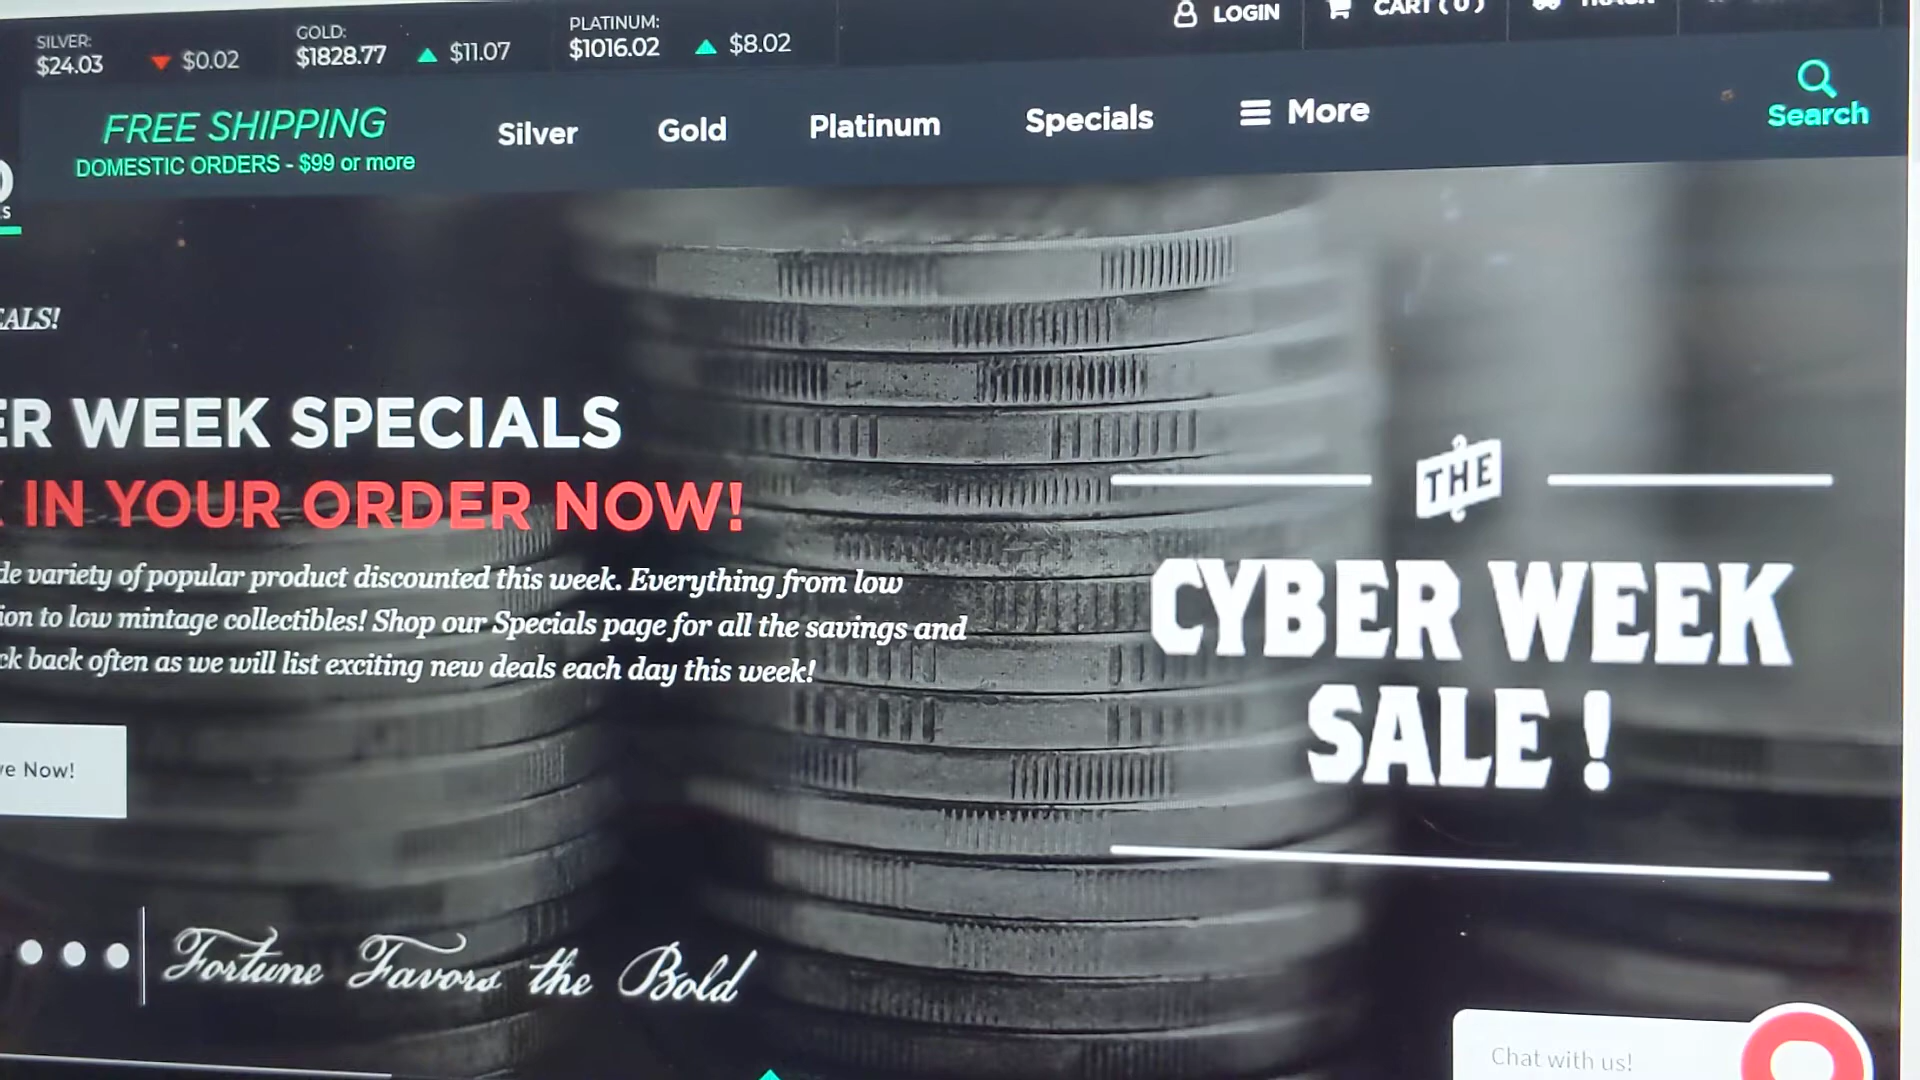 SILVER:
$24.03 $0.02
GOLD:
$1828.77 $11.07
PLATINUM:
$1016.02 $8.02
LOGIN
CART ( 0 )
FREE SHIPPING
DOMESTIC ORDERS - $99 or more
Silver
Gold
Platinum
Specials
More
Search
EALS!
ER WEEK SPECIALS
IN YOUR ORDER NOW!
de variety of popular product discounted this week. Everything from low
ion to low mintage collectibles! Shop our Specials page for all the savings and
ck back often as we will list exciting new deals each day this week!
ve Now!
THE
CYBER WEEK
SALE !
Fortune Favors the Bold
Chat with us!